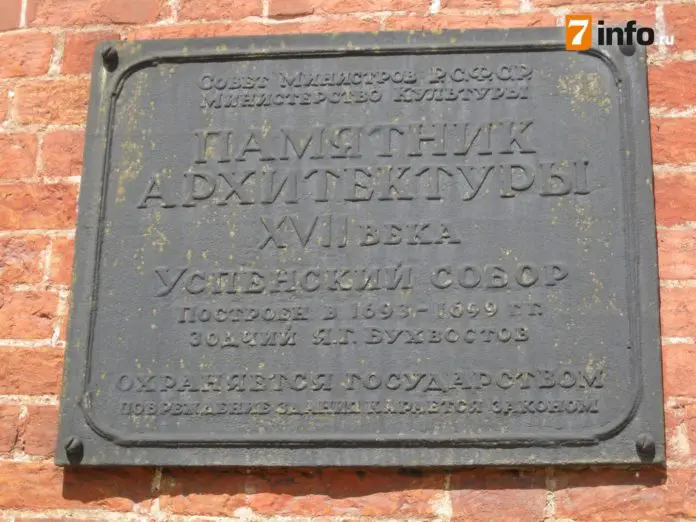 7info.ru
Совет Министров Р.С.Ф.С.Р.
Министерство Культуры
ПАМЯТНИК
АРХИТЕКТУРЫ
XVII ВЕКА
Успенский собор
Построен в 1693-1699 гг.
Зодчий Я.Г. Бухвостов
Охраняется государством
Повреждение здания карается законом